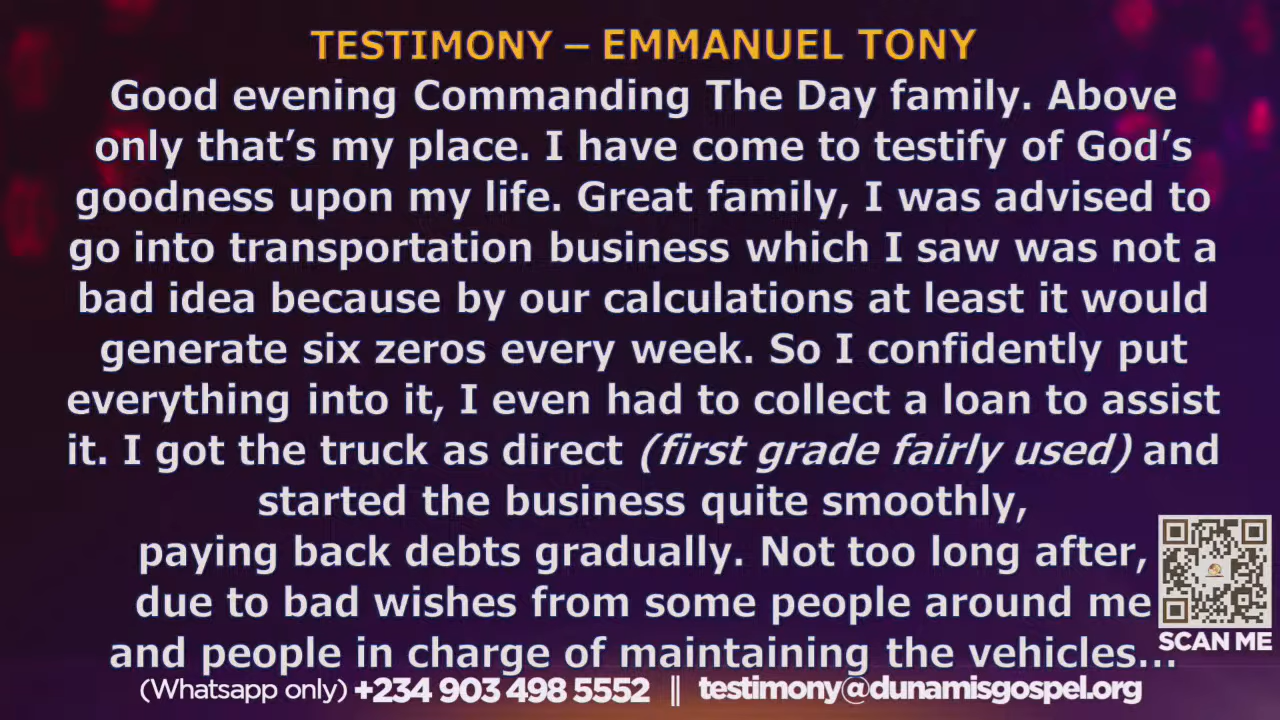 TESTIMONY – EMMANUEL TONY
Good evening Commanding The Day family. Above
only that’s my place. I have come to testify of God’s
goodness upon my life. Great family, I was advised to
go into transportation business which I saw was not a
bad idea because by our calculations at least it would
generate six zeros every week. So I confidently put
everything into it, I even had to collect a loan to assist
it. I got the truck as direct (first grade fairly used) and
started the business quite smoothly,
paying back debts gradually. Not too long after,
due to bad wishes from some people around me
and people in charge of maintaining the vehicles...
SCAN ME
(Whatsapp only) +234 903 498 5552 || testimony@dunamisgospel.org